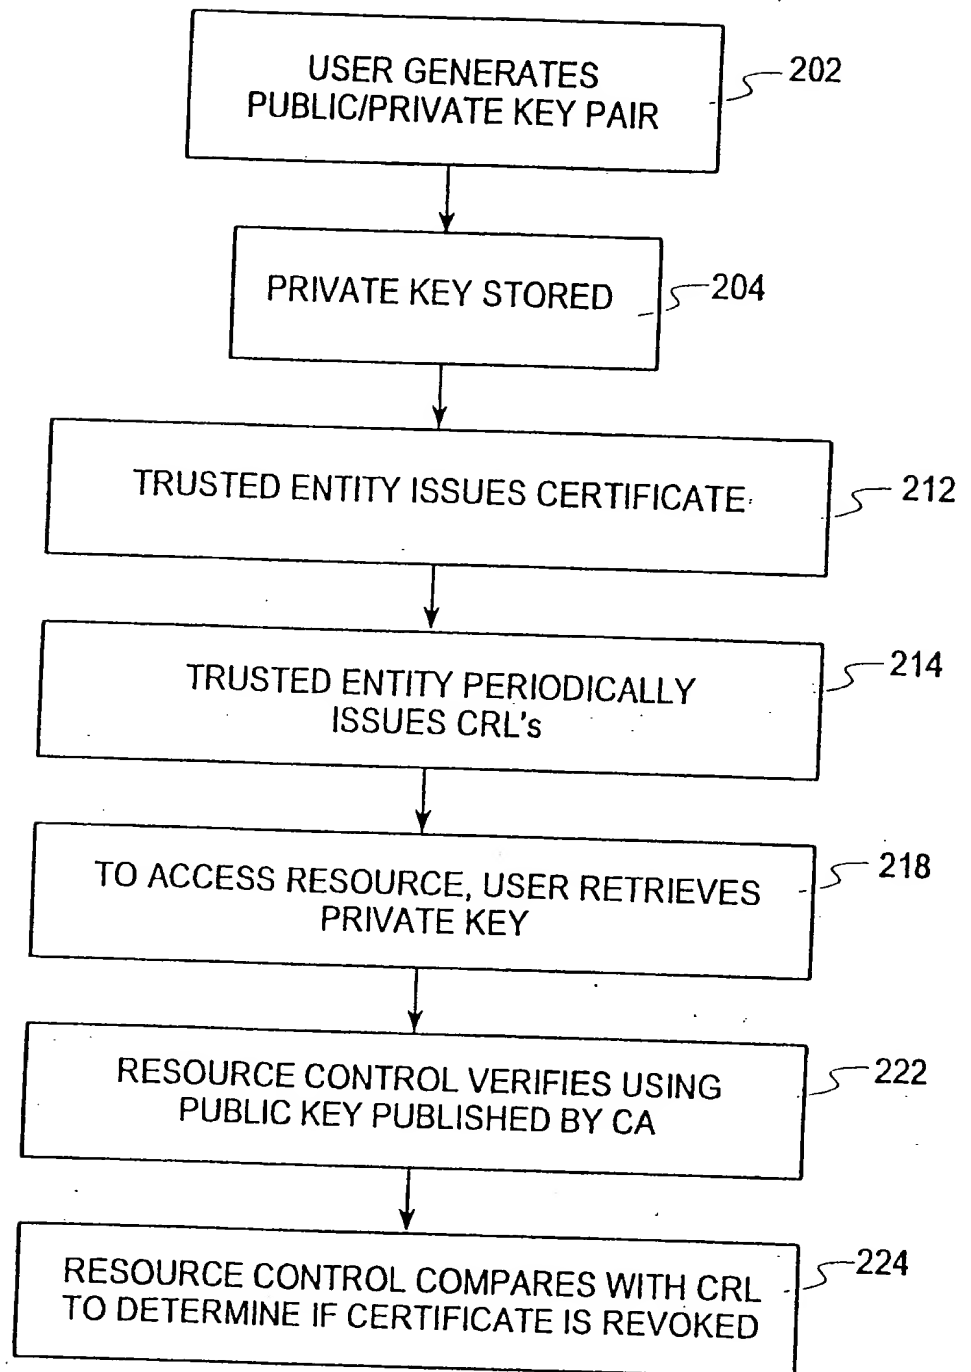 USER GENERATES
PUBLIC/PRIVATE KEY PAIR
202
PRIVATE KEY STORED
204
TRUSTED ENTITY ISSUES CERTIFICATE
212
TRUSTED ENTITY PERIODICALLY
ISSUES CRL's
214
TO ACCESS RESOURCE, USER RETRIEVES
PRIVATE KEY
218
RESOURCE CONTROL VERIFIES USING
PUBLIC KEY PUBLISHED BY CA
222
RESOURCE CONTROL COMPARES WITH CRL
TO DETERMINE IF CERTIFICATE IS REVOKED
224